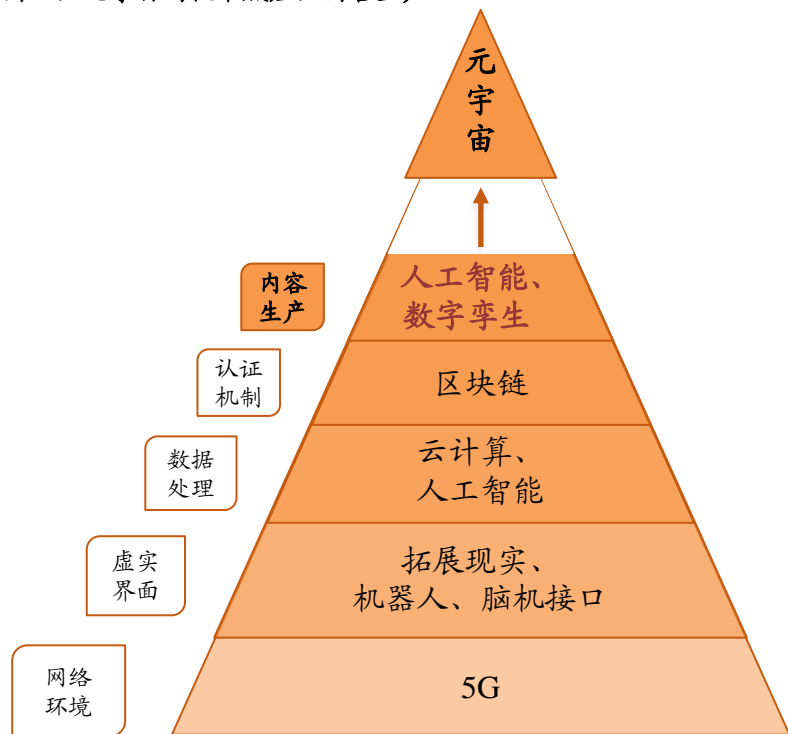 元
宇
宙
内容
生产
人工智能、
数字孪生
认证
机制
区块链
数据
处理
云计算、
人工智能
虚实
界面
拓展现实、
机器人、脑机接口
网络
环境
5G